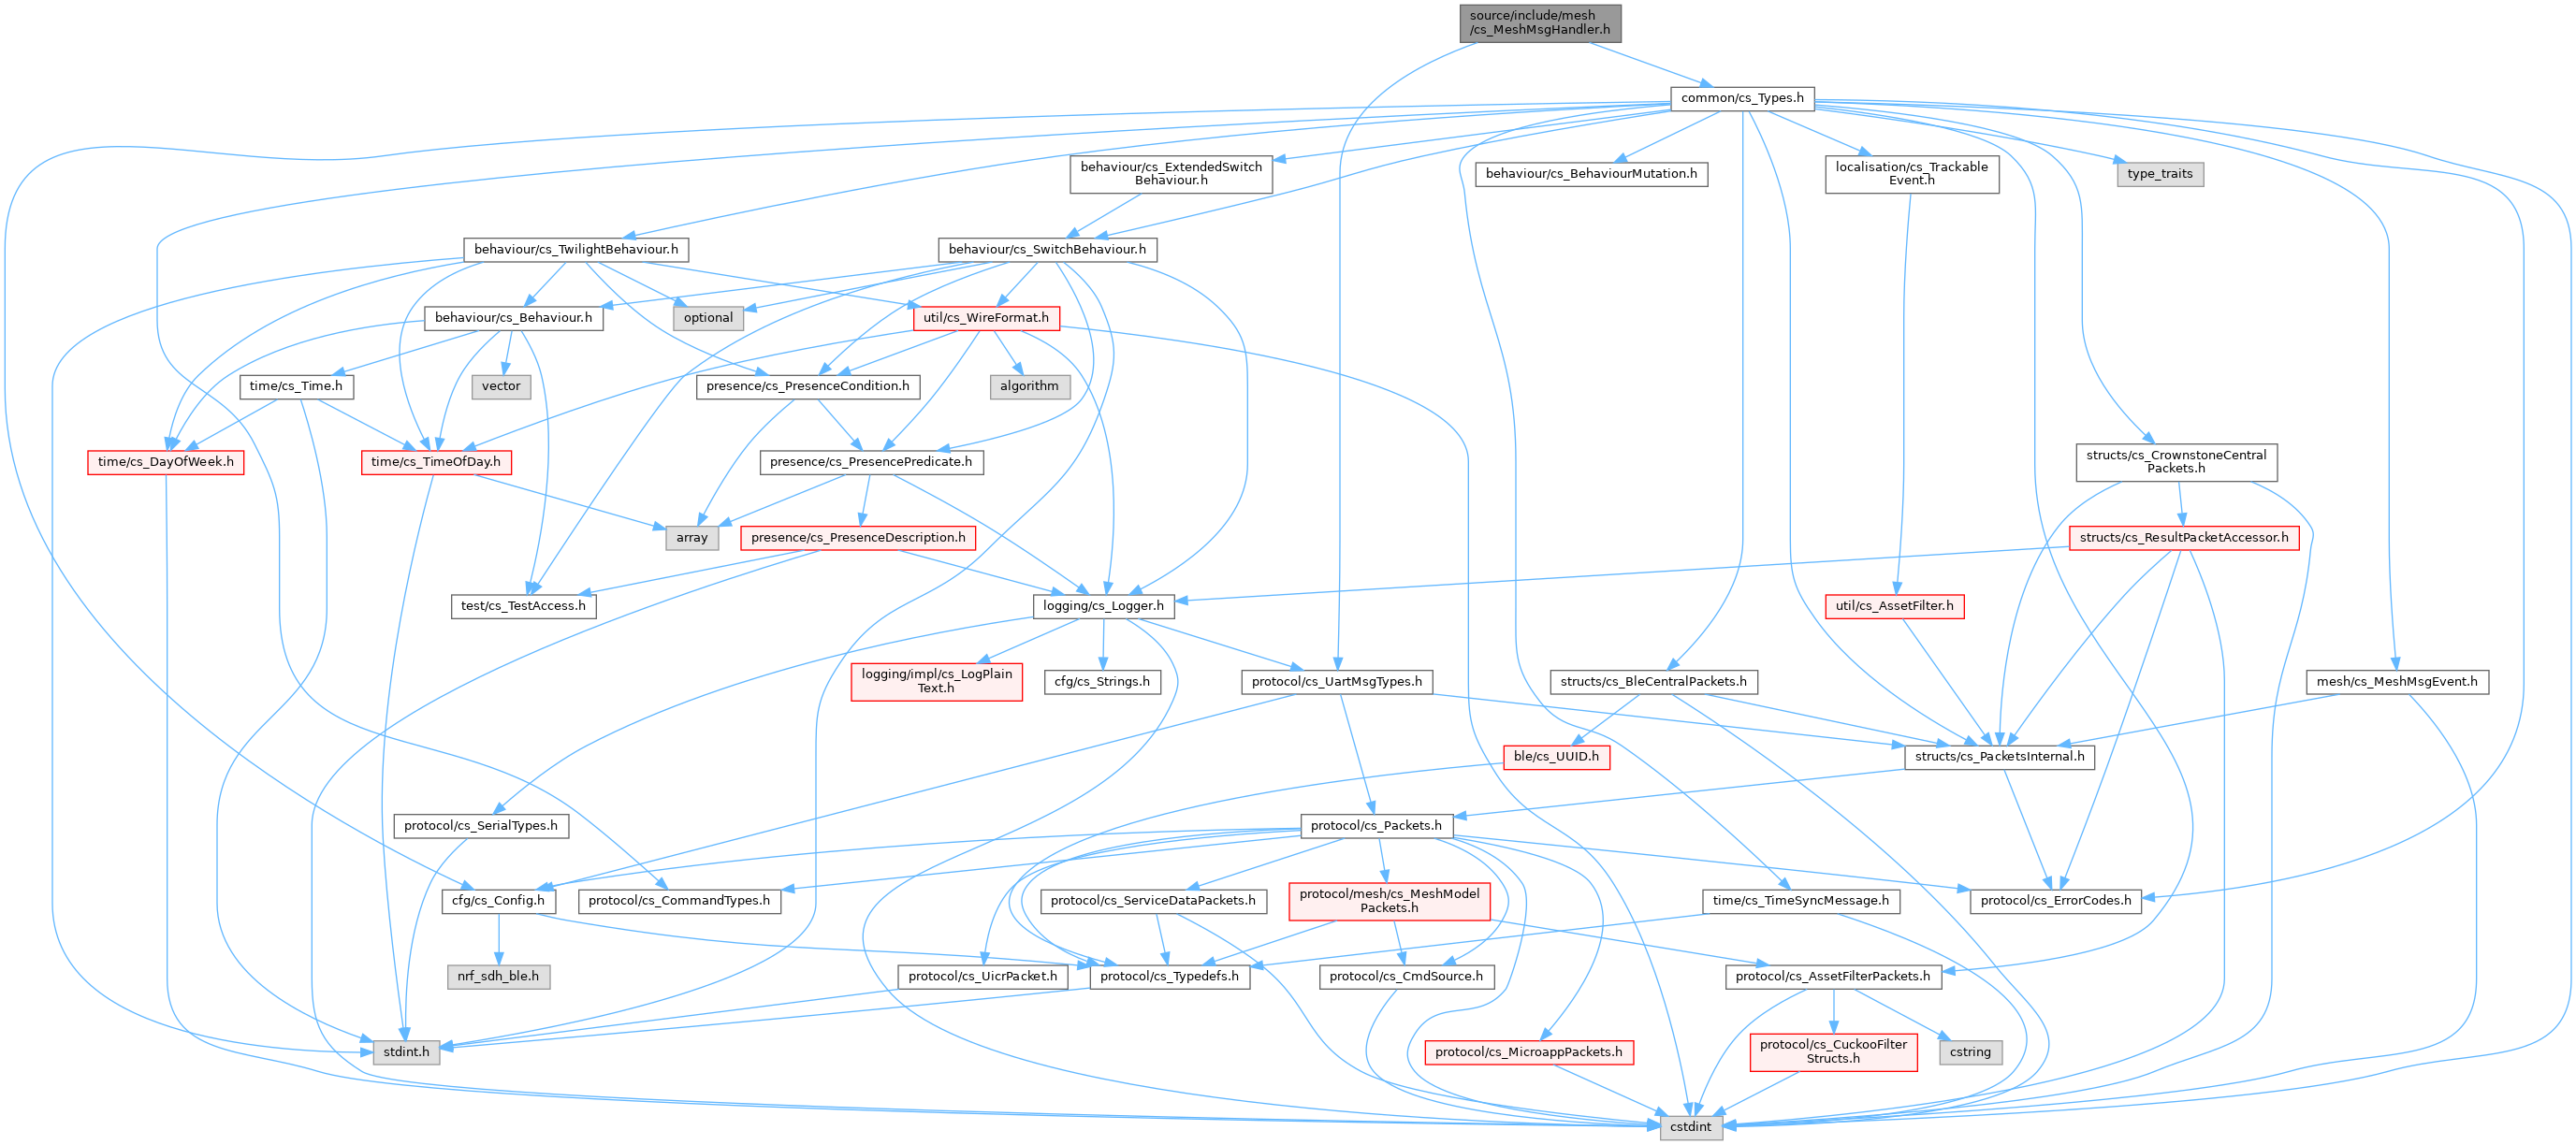 source/include/mesh
/cs_MeshMsgHandler.h
common/cs_Types.h
behaviour/cs_ExtendedSwitch
Behaviour.h
behaviour/cs_BehaviourMutation.h
localisation/cs_Trackable
Event.h
type_traits
behaviour/cs_TwilightBehaviour.h
behaviour/cs_SwitchBehaviour.h
behaviour/cs_Behaviour.h
optional
util/cs_WireFormat.h
time/cs_Time.h
vector
presence/cs_PresenceCondition.h
algorithm
time/cs_DayOfWeek.h
time/cs_TimeOfDay.h
presence/cs_PresencePredicate.h
structs/cs_CrownstoneCentral
Packets.h
array
presence/cs_PresenceDescription.h
structs/cs_ResultPacketAccessor.h
test/cs_TestAccess.h
logging/cs_Logger.h
util/cs_AssetFilter.h
logging/impl/cs_LogPlain
Text.h
cfg/cs_Strings.h
protocol/cs_UartMsgTypes.h
structs/cs_BleCentralPackets.h
mesh/cs_MeshMsgEvent.h
ble/cs_UUID.h
structs/cs_PacketsInternal.h
protocol/cs_SerialTypes.h
protocol/cs_Packets.h
cfg/cs_Config.h
protocol/cs_CommandTypes.h
protocol/cs_ServiceDataPackets.h
protocol/mesh/cs_MeshModel
Packets.h
time/cs_TimeSyncMessage.h
protocol/cs_ErrorCodes.h
nrf_sdh_ble.h
protocol/cs_UicrPacket.h
protocol/cs_Typedefs.h
protocol/cs_CmdSource.h
protocol/cs_AssetFilterPackets.h
stdint.h
protocol/cs_MicroappPackets.h
protocol/cs_CuckooFilter
Structs.h
cstring
cstdint